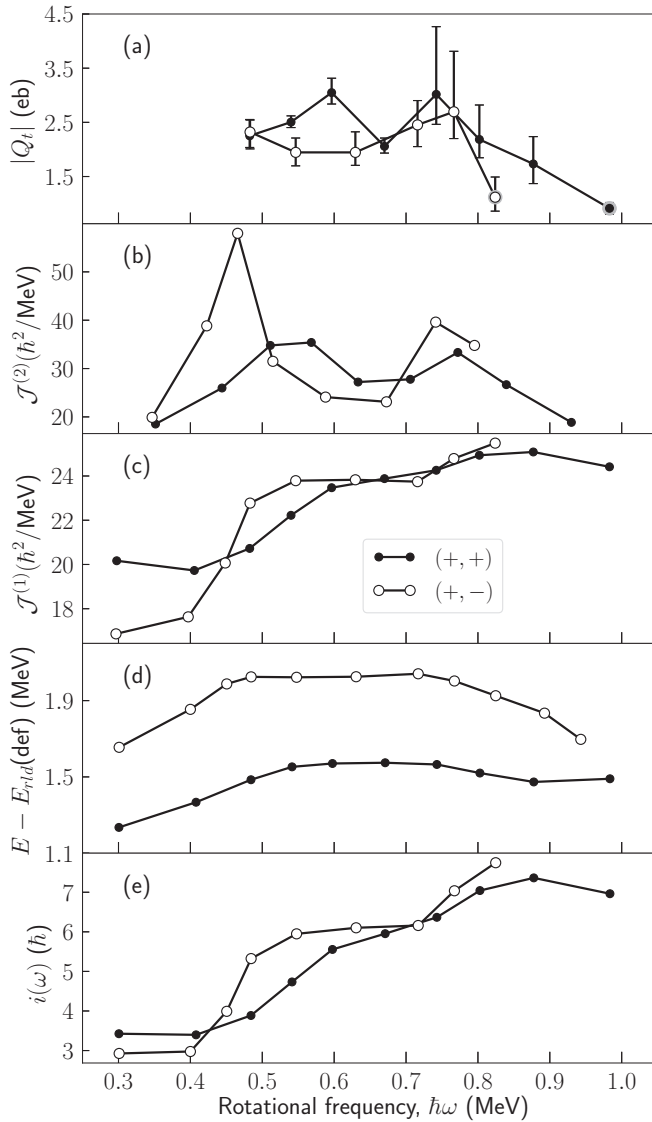 4.5
3.5
2.5
1.5
|Q_t| (eb)
(a)
50
40
30
20
𝒥^(2)(ħ²/MeV)
(b)
24
22
20
18
𝒥^(1)(ħ²/MeV)
(c)
(+, +)
(+, −)
1.9
1.5
1.1
E − E_rld(def) (MeV)
(d)
7
6
5
4
3
i(ω) (ħ)
(e)
0.3 0.4 0.5 0.6 0.7 0.8 0.9 1.0
Rotational frequency, ħω (MeV)